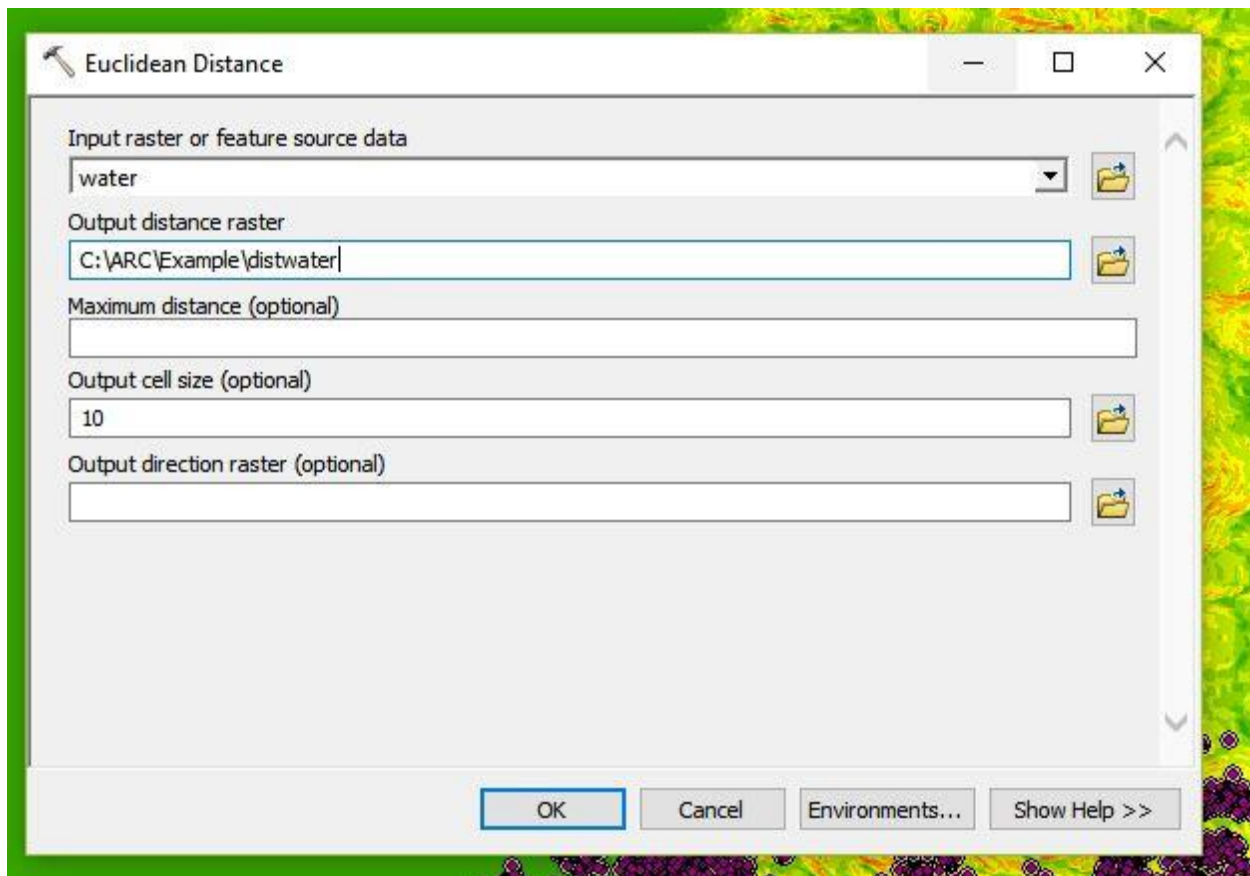 Euclidean Distance
Input raster or feature source data
water
Output distance raster
C:\ARC\Example\distwater
Maximum distance (optional)
Output cell size (optional)
10
Output direction raster (optional)
OK
Cancel
Environments...
Show Help >>